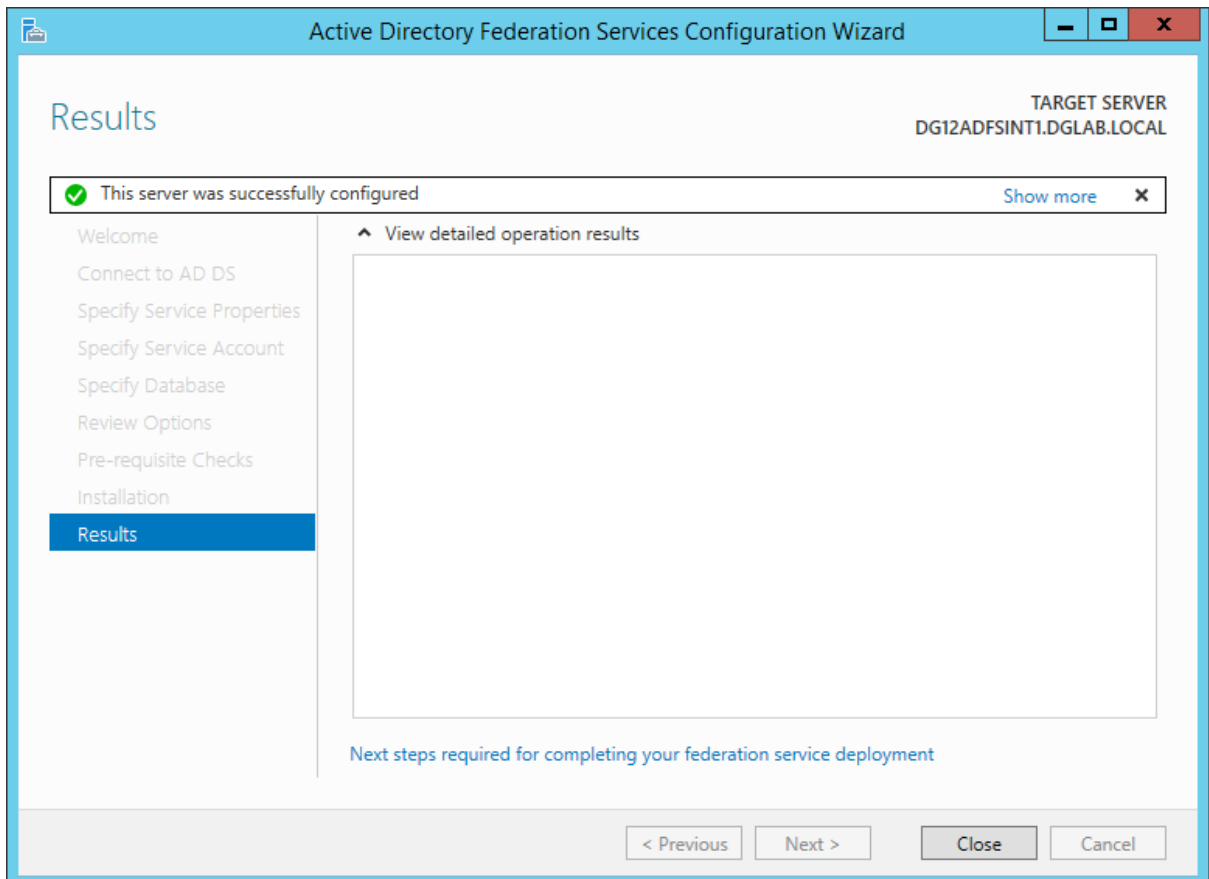 Active Directory Federation Services Configuration Wizard
Results
TARGET SERVER
DG12ADFSINT1.DGLAB.LOCAL
This server was successfully configured
Show more
Welcome
Connect to AD DS
Specify Service Properties
Specify Service Account
Specify Database
Review Options
Pre-requisite Checks
Installation
Results
View detailed operation results
Next steps required for completing your federation service deployment
< Previous
Next >
Close
Cancel